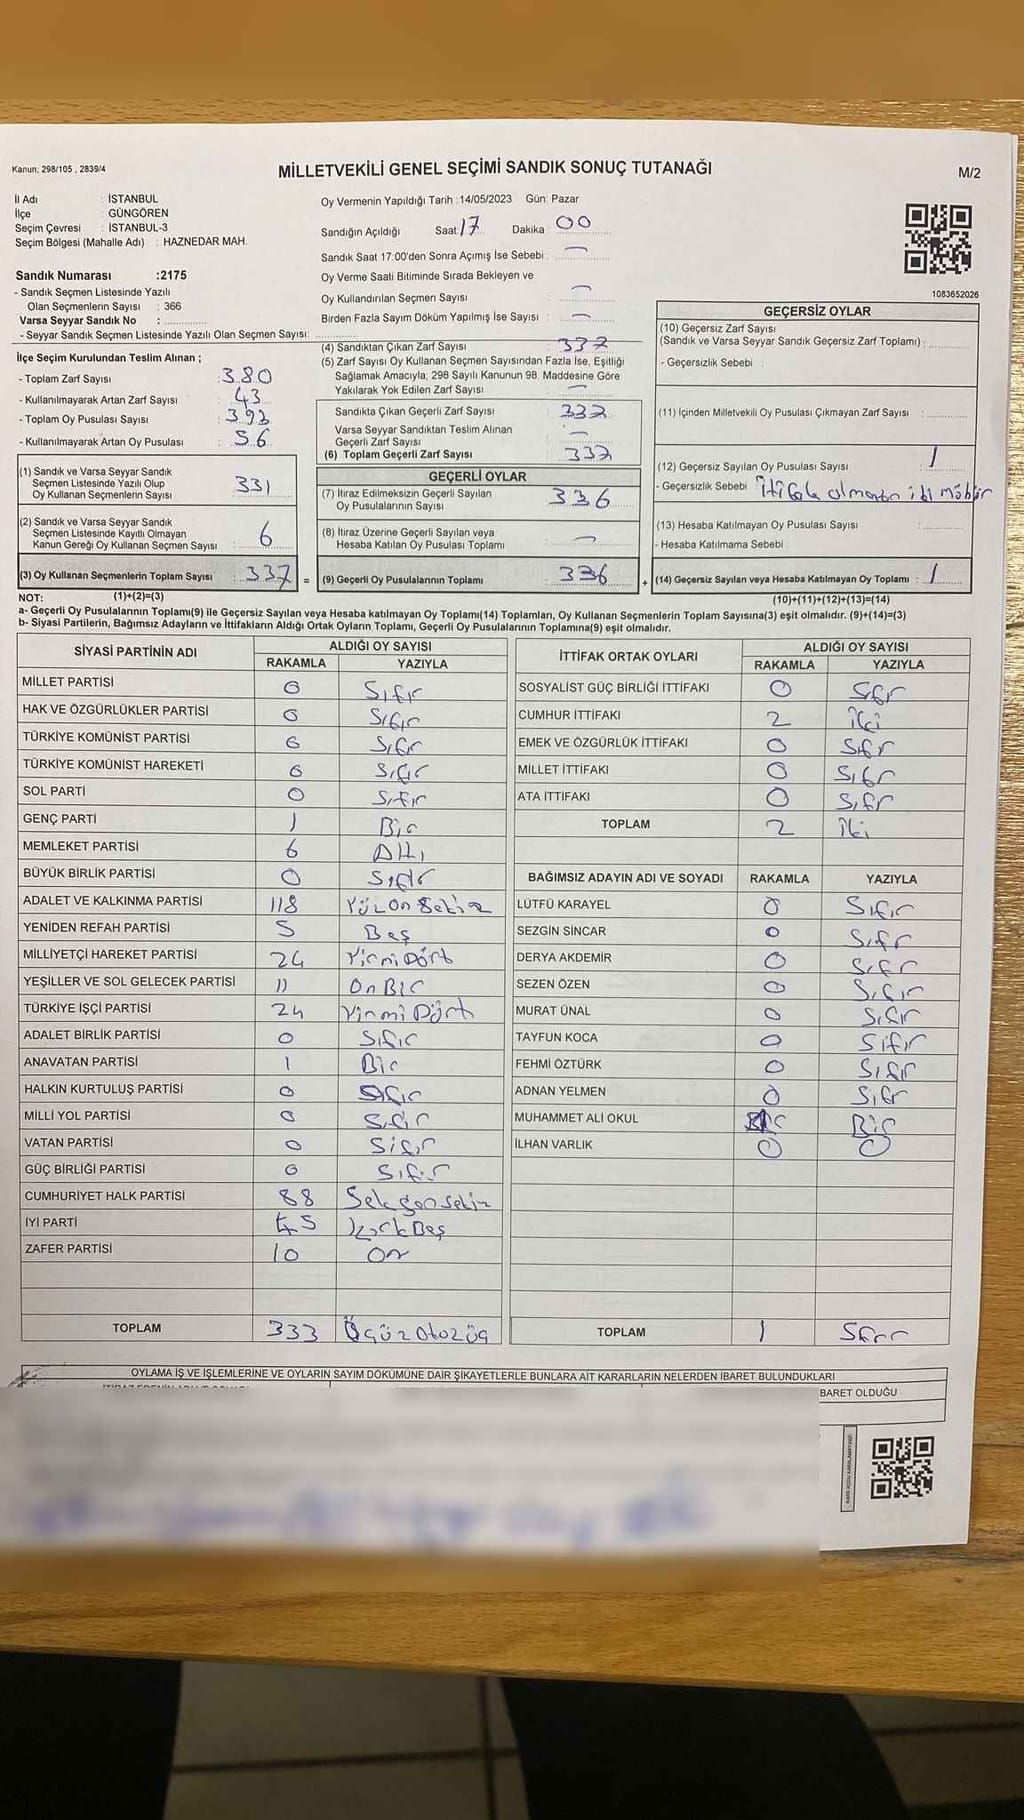 Kanun; 298/105 , 2839/4
MİLLETVEKİLİ GENEL SEÇİMİ SANDIK SONUÇ TUTANAĞI
M/2
İl Adı : İSTANBUL
İlçe : GÜNGÖREN
Seçim Çevresi : İSTANBUL-3
Seçim Bölgesi (Mahalle Adı) : HAZNEDAR MAH.
Sandık Numarası :2175
- Sandık Seçmen Listesinde Yazılı
Olan Seçmenlerin Sayısı : 366
Varsa Seyyar Sandık No :
- Seyyar Sandık Seçmen Listesinde Yazılı Olan Seçmen Sayısı:
İlçe Seçim Kurulundan Teslim Alınan ;
- Toplam Zarf Sayısı : 380
- Kullanılmayarak Artan Zarf Sayısı : 43
- Toplam Oy Pusulası Sayısı : 393
- Kullanılmayarak Artan Oy Pusulası : 56
(1) Sandık ve Varsa Seyyar Sandık
Seçmen Listesinde Yazılı Olup
Oy Kullanan Seçmenlerin Sayısı : 331
(2) Sandık ve Varsa Seyyar Sandık
Seçmen Listesinde Kayıtlı Olmayan
Kanun Gereği Oy Kullanan Seçmen Sayısı : 6
(3) Oy Kullanan Seçmenlerin Toplam Sayısı : 337 =
(1)+(2)=(3)
Oy Vermenin Yapıldığı Tarih :14/05/2023 Gün: Pazar
Sandığın Açıldığı Saat: 17 Dakika : 00
Sandık Saat 17:00'den Sonra Açımış İse Sebebi : —
Oy Verme Saati Bitiminde Sırada Bekleyen ve
Oy Kullandırılan Seçmen Sayısı : —
Birden Fazla Sayım Döküm Yapılmış İse Sayısı : —
(4) Sandıktan Çıkan Zarf Sayısı : 337
(5) Zarf Sayısı Oy Kullanan Seçmen Sayısından Fazla İse, Eşitliği
Sağlamak Amacıyla, 298 Sayılı Kanunun 98. Maddesine Göre
Yakılarak Yok Edilen Zarf Sayısı : —
Sandıkta Çıkan Geçerli Zarf Sayısı : 337
Varsa Seyyar Sandıktan Teslim Alınan
Geçerli Zarf Sayısı : —
(6) Toplam Geçerli Zarf Sayısı : 337
GEÇERLİ OYLAR
(7) İtiraz Edilmeksizin Geçerli Sayılan
Oy Pusulalarının Sayısı : 336
(8) İtiraz Üzerine Geçerli Sayılan veya
Hesaba Katılan Oy Pusulası Toplamı : —
(9) Geçerli Oy Pusulalarının Toplamı : 336 +
1083652026
GEÇERSİZ OYLAR
(10) Geçersiz Zarf Sayısı
(Sandık ve Varsa Seyyar Sandık Geçersiz Zarf Toplamı) :
- Geçersizlik Sebebi :
(11) İçinden Milletvekili Oy Pusulası Çıkmayan Zarf Sayısı :
(12) Geçersiz Sayılan Oy Pusulası Sayısı : 1
- Geçersizlik Sebebi : olmayan iki mühür
(13) Hesaba Katılmayan Oy Pusulası Sayısı :
- Hesaba Katılmama Sebebi :
(14) Geçersiz Sayılan veya Hesaba Katılmayan Oy Toplamı : 1
(10)+(11)+(12)+(13)=(14)
NOT:
a- Geçerli Oy Pusulalarının Toplamı(9) ile Geçersiz Sayılan veya Hesaba katılmayan Oy Toplamı(14) Toplamları, Oy Kullanan Seçmenlerin Toplam Sayısına(3) eşit olmalıdır. (9)+(14)=(3)
b- Siyasi Partilerin, Bağımsız Adayların ve İttifakların Aldığı Ortak Oyların Toplamı, Geçerli Oy Pusulalarının Toplamına(9) eşit olmalıdır.
SİYASİ PARTİNİN ADI ALDIĞI OY SAYISI
RAKAMLA YAZIYLA
MİLLET PARTİSİ 0 Sıfır
HAK VE ÖZGÜRLÜKLER PARTİSİ 0 Sıfır
TÜRKİYE KOMÜNİST PARTİSİ 0 Sıfır
TÜRKİYE KOMÜNİST HAREKETİ 0 Sıfır
SOL PARTİ 0 Sıfır
GENÇ PARTİ 1 Bir
MEMLEKET PARTİSİ 6 Altı
BÜYÜK BİRLİK PARTİSİ 0 Sıfır
ADALET VE KALKINMA PARTİSİ 118 Yüz On Sekiz
YENİDEN REFAH PARTİSİ 5 Beş
MİLLİYETÇİ HAREKET PARTİSİ 24 Yirmi Dört
YEŞİLLER VE SOL GELECEK PARTİSİ 11 On Bir
TÜRKİYE İŞÇİ PARTİSİ 24 Yirmi Dört
ADALET BİRLİK PARTİSİ 0 Sıfır
ANAVATAN PARTİSİ 1 Bir
HALKIN KURTULUŞ PARTİSİ 0 Sıfır
MİLLİ YOL PARTİSİ 0 Sıfır
VATAN PARTİSİ 0 Sıfır
GÜÇ BİRLİĞİ PARTİSİ 0 Sıfır
CUMHURİYET HALK PARTİSİ 88 Seksensekiz
İYİ PARTİ 45 Kırk Beş
ZAFER PARTİSİ 10 On
TOPLAM 333 Üçyüz Otozüç
İTTİFAK ORTAK OYLARI ALDIĞI OY SAYISI
RAKAMLA YAZIYLA
SOSYALİST GÜÇ BİRLİĞİ İTTİFAKI 0 Sıfır
CUMHUR İTTİFAKI 2 İki
EMEK VE ÖZGÜRLÜK İTTİFAKI 0 Sıfır
MİLLET İTTİFAKI 0 Sıfır
ATA İTTİFAKI 0 Sıfır
TOPLAM 2 İki
BAĞIMSIZ ADAYIN ADI VE SOYADI RAKAMLA YAZIYLA
LÜTFÜ KARAYEL 0 Sıfır
SEZGİN SİNCAR 0 Sıfır
DERYA AKDEMİR 0 Sıfır
SEZEN ÖZEN 0 Sıfır
MURAT ÜNAL 0 Sıfır
TAYFUN KOCA 0 Sıfır
FEHMİ ÖZTÜRK 0 Sıfır
ADNAN YELMEN 0 Sıfır
MUHAMMET ALİ OKUL Bir
İLHAN VARLIK 0 0
TOPLAM 1
OYLAMA İŞ VE İŞLEMLERİNE VE OYLARIN SAYIM DÖKÜMÜNE DAİR ŞİKAYETLERLE BUNLARA AİT KARARLARIN NELERDEN İBARET BULUNDUKLARI
BARET OLDUĞU